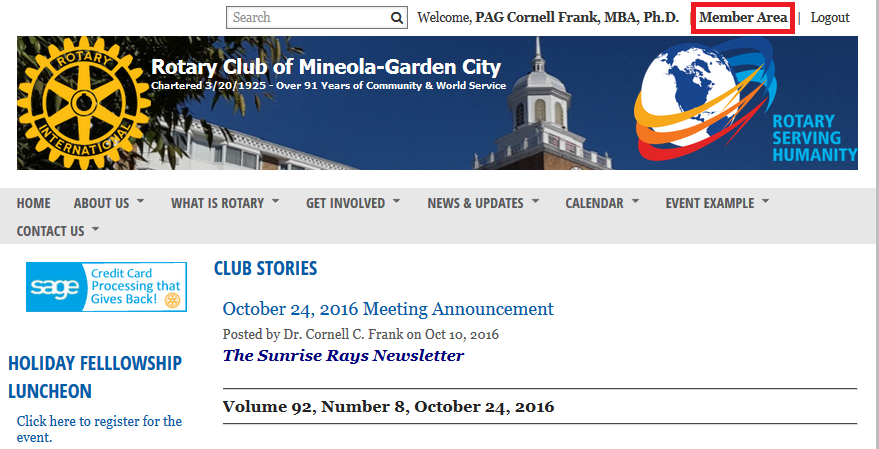 Search
Welcome, PAG Cornell Frank, MBA, Ph.D. | Member Area | Logout
ROTARY
INTERNATIONAL
Rotary Club of Mineola-Garden City
Chartered 3/20/1925 - Over 91 Years of Community & World Service
ROTARY
SERVING
HUMANITY
HOME ABOUT US WHAT IS ROTARY GET INVOLVED NEWS & UPDATES CALENDAR EVENT EXAMPLE
CONTACT US
sage
Credit Card
Processing that
Gives Back!
CLUB STORIES
October 24, 2016 Meeting Announcement
Posted by Dr. Cornell C. Frank on Oct 10, 2016
The Sunrise Rays Newsletter
HOLIDAY FELLLOWSHIP
LUNCHEON
Click here to register for the
event.
Volume 92, Number 8, October 24, 2016